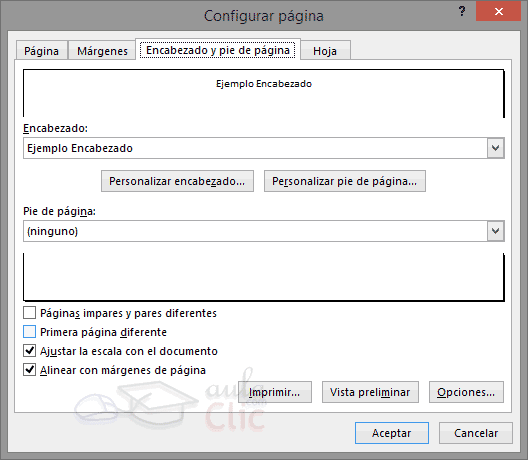 Configurar página
?
Página Márgenes Encabezado y pie de página Hoja
Ejemplo Encabezado
Encabezado:
Ejemplo Encabezado
Personalizar encabezado... Personalizar pie de página...
Pie de página:
(ninguno)
Páginas impares y pares diferentes
Primera página diferente
Ajustar la escala con el documento
Alinear con márgenes de página
aula
Clic
Imprimir... Vista preliminar Opciones...
Aceptar Cancelar